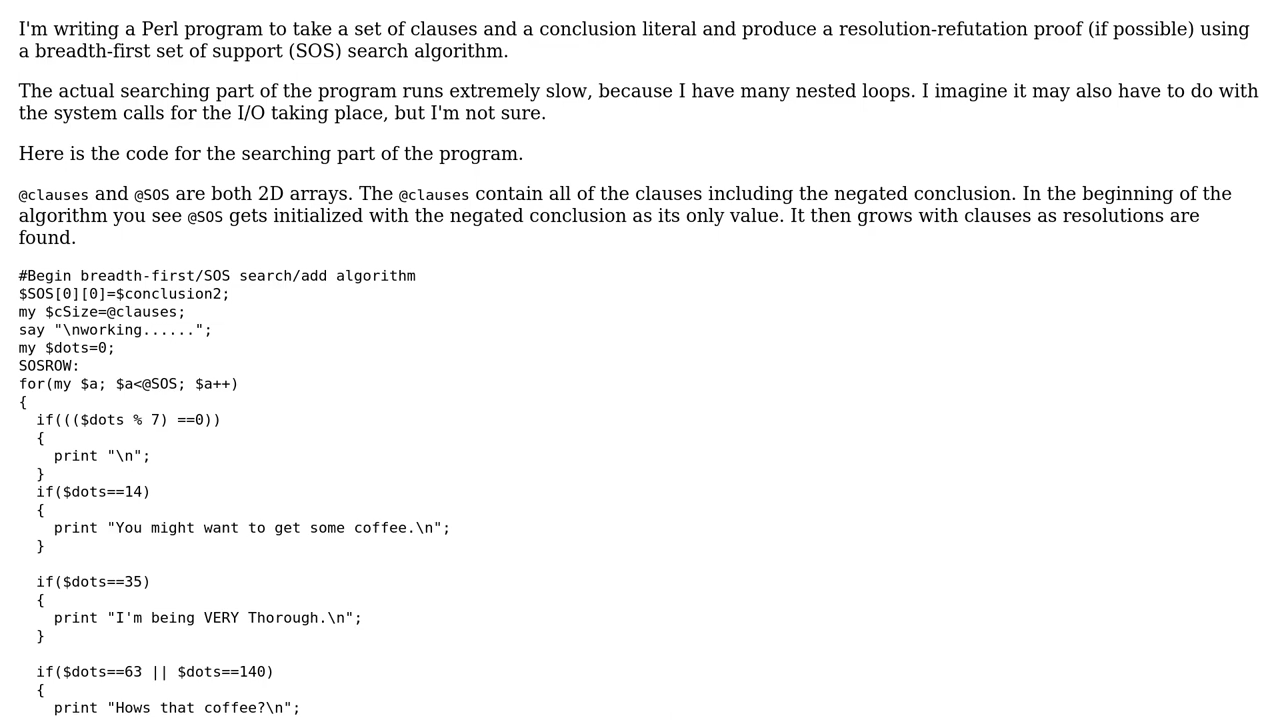 I'm writing a Perl program to take a set of clauses and a conclusion literal and produce a resolution-refutation proof (if possible) using
a breadth-first set of support (SOS) search algorithm.
The actual searching part of the program runs extremely slow, because I have many nested loops. I imagine it may also have to do with
the system calls for the I/O taking place, but I'm not sure.
Here is the code for the searching part of the program.
@clauses and @SOS are both 2D arrays. The @clauses contain all of the clauses including the negated conclusion. In the beginning of the
algorithm you see @SOS gets initialized with the negated conclusion as its only value. It then grows with clauses as resolutions are
found.
#Begin breadth-first/SOS search/add algorithm
$SOS[0][0]=$conclusion2;
my $cSize=@clauses;
say "\nworking......";
my $dots=0;
SOSROW:
for(my $a; $a<@SOS; $a++)
{
  if((($dots % 7) ==0))
  {
    print "\n";
  }
  if($dots==14)
  {
    print "You might want to get some coffee.\n";
  }
  if($dots==35)
  {
    print "I'm being VERY Thorough.\n";
  }
  if($dots==63 || $dots==140)
  {
    print "Hows that coffee?\n";